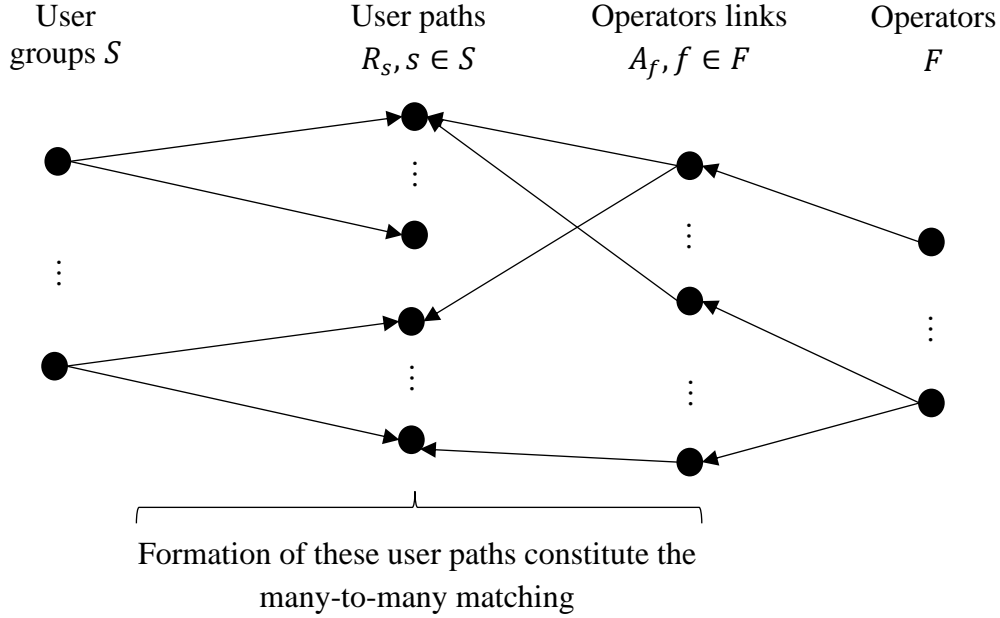 User
groups S
User paths
R_s, s ∈ S
Operators links
A_f, f ∈ F
Operators
F
⋮
⋮
⋮
⋮
⋮
⋮
Formation of these user paths constitute the
many-to-many matching